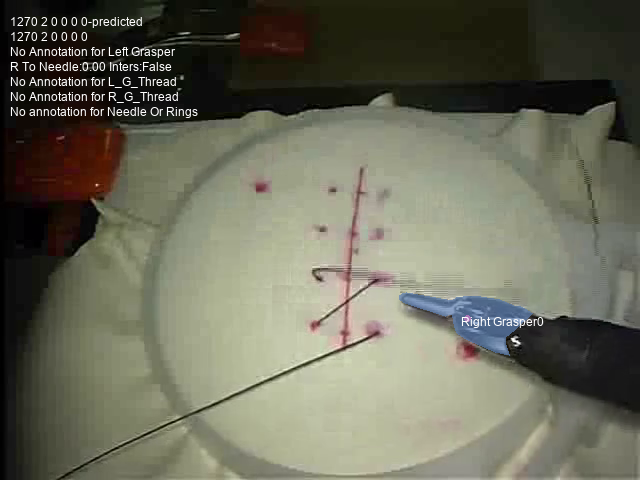 1270 2 0 0 0 0-predicted
1270 2 0 0 0 0
No Annotation for Left Grasper
R To Needle:0.00 Inters:False
No Annotation for L_G_Thread
No Annotation for R_G_Thread
No annotation for Needle Or Rings
Right Grasper0